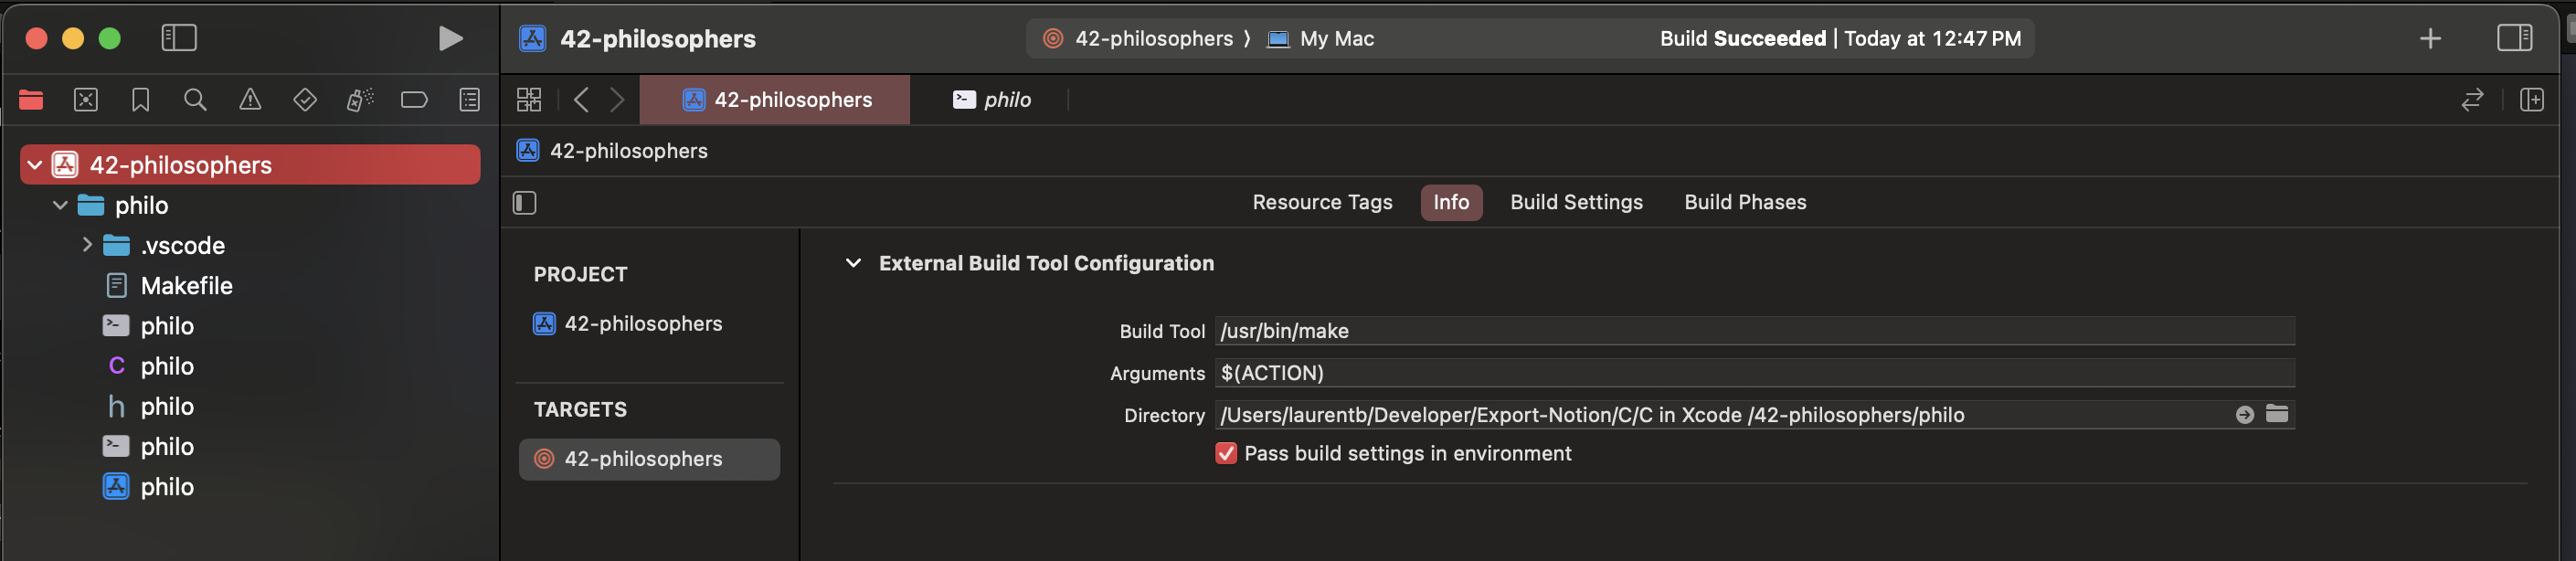 42-philosophers
42-philosophers 〉 My Mac
Build Succeeded | Today at 12:47 PM
42-philosophers
philo
42-philosophers
philo
.vscode
Makefile
philo
philo
philo
philo
philo
42-philosophers
Resource Tags
Info
Build Settings
Build Phases
PROJECT
42-philosophers
TARGETS
42-philosophers
External Build Tool Configuration
Build Tool /usr/bin/make
Arguments $(ACTION)
Directory /Users/laurentb/Developer/Export-Notion/C/C in Xcode /42-philosophers/philo
Pass build settings in environment